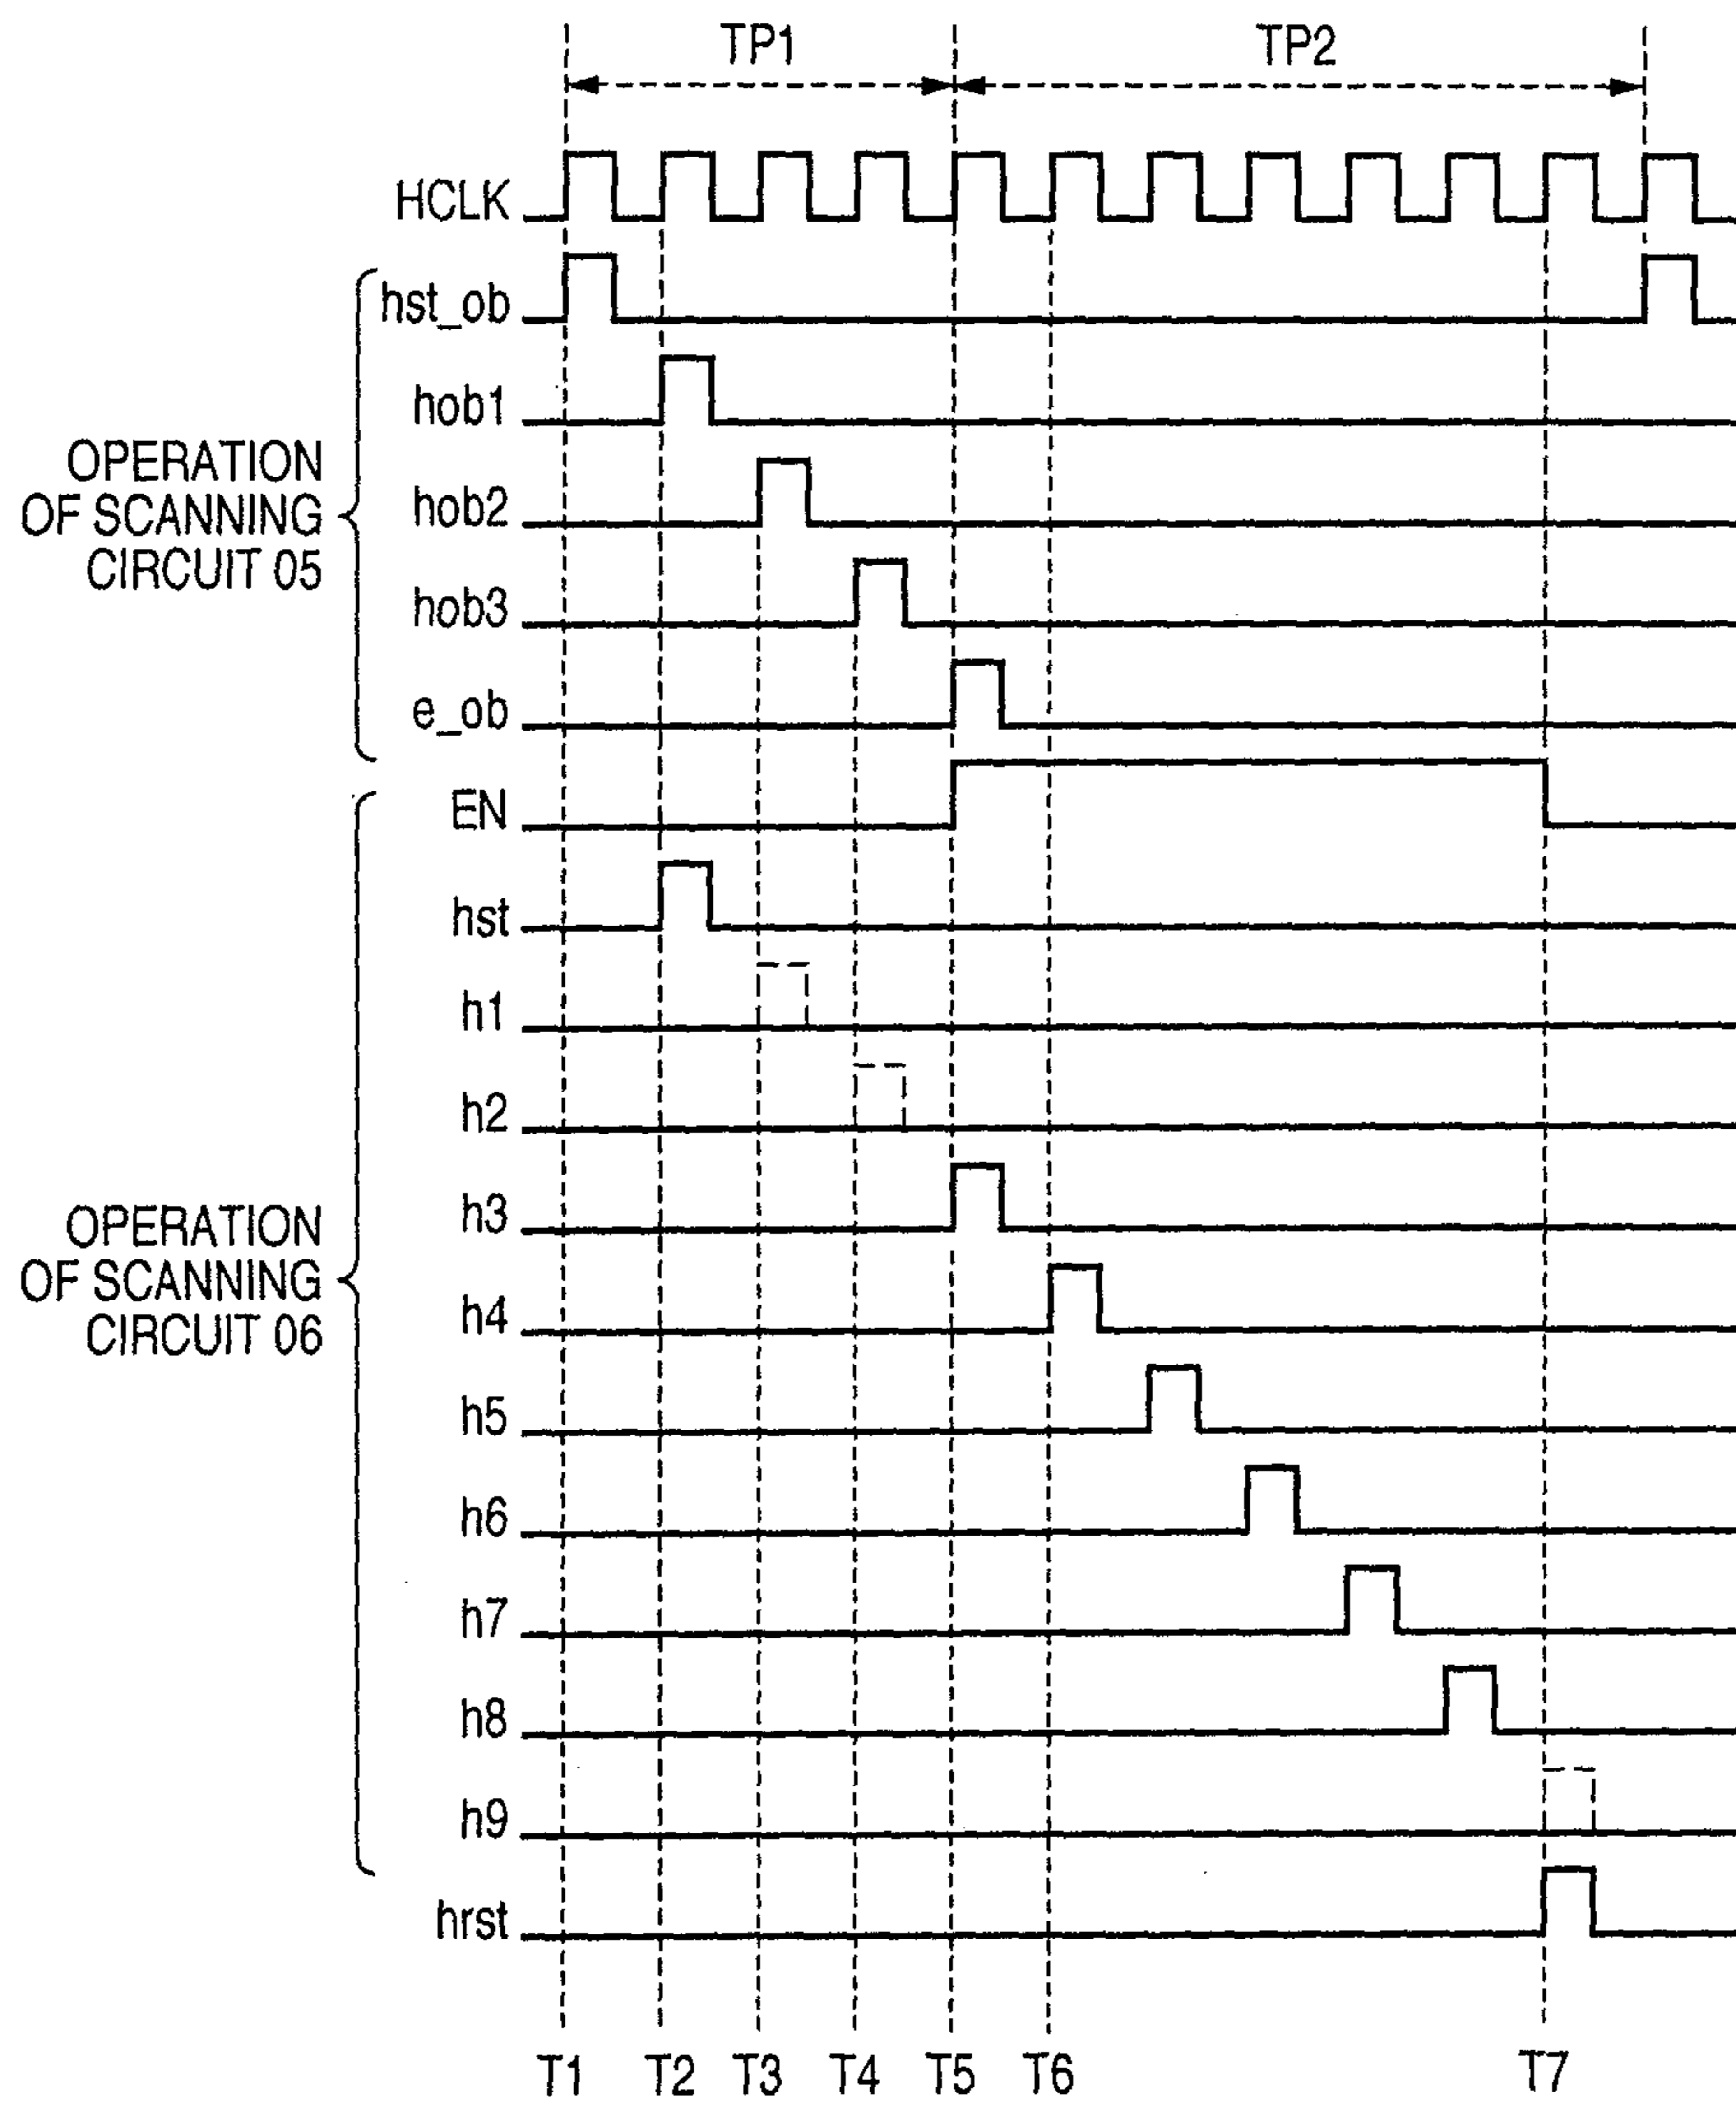 TP1 TP2
HCLK
hst_ob
hob1
OPERATION
OF SCANNING
CIRCUIT 05
hob2
hob3
e_ob
EN
hst
h1
h2
OPERATION
OF SCANNING
CIRCUIT 06
h3
h4
h5
h6
h7
h8
h9
hrst
T1 T2 T3 T4 T5 T6 T7